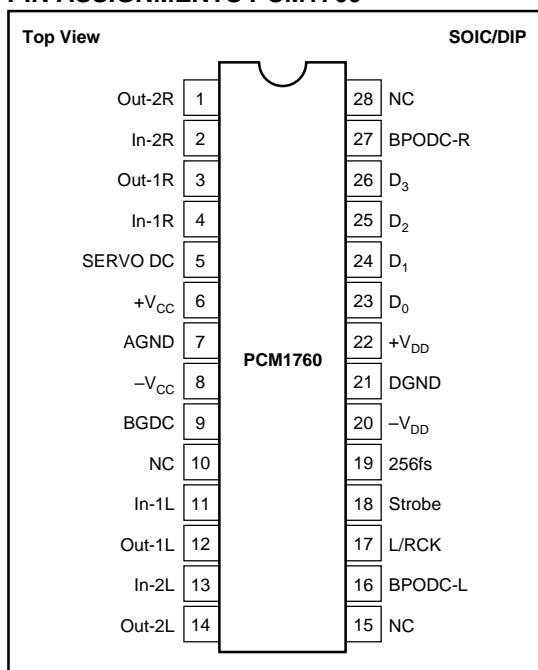 PIN ASSIGNMENTS PCM1760
Top View SOIC/DIP
Out-2R 1 28 NC
In-2R 2 27 BPODC-R
Out-1R 3 26 D3
In-1R 4 25 D2
SERVO DC 5 24 D1
+VCC 6 23 D0
AGND 7 22 +VDD
PCM1760
–VCC 8 21 DGND
BGDC 9 20 –VDD
NC 10 19 256fs
In-1L 11 18 Strobe
Out-1L 12 17 L/RCK
In-2L 13 16 BPODC-L
Out-2L 14 15 NC